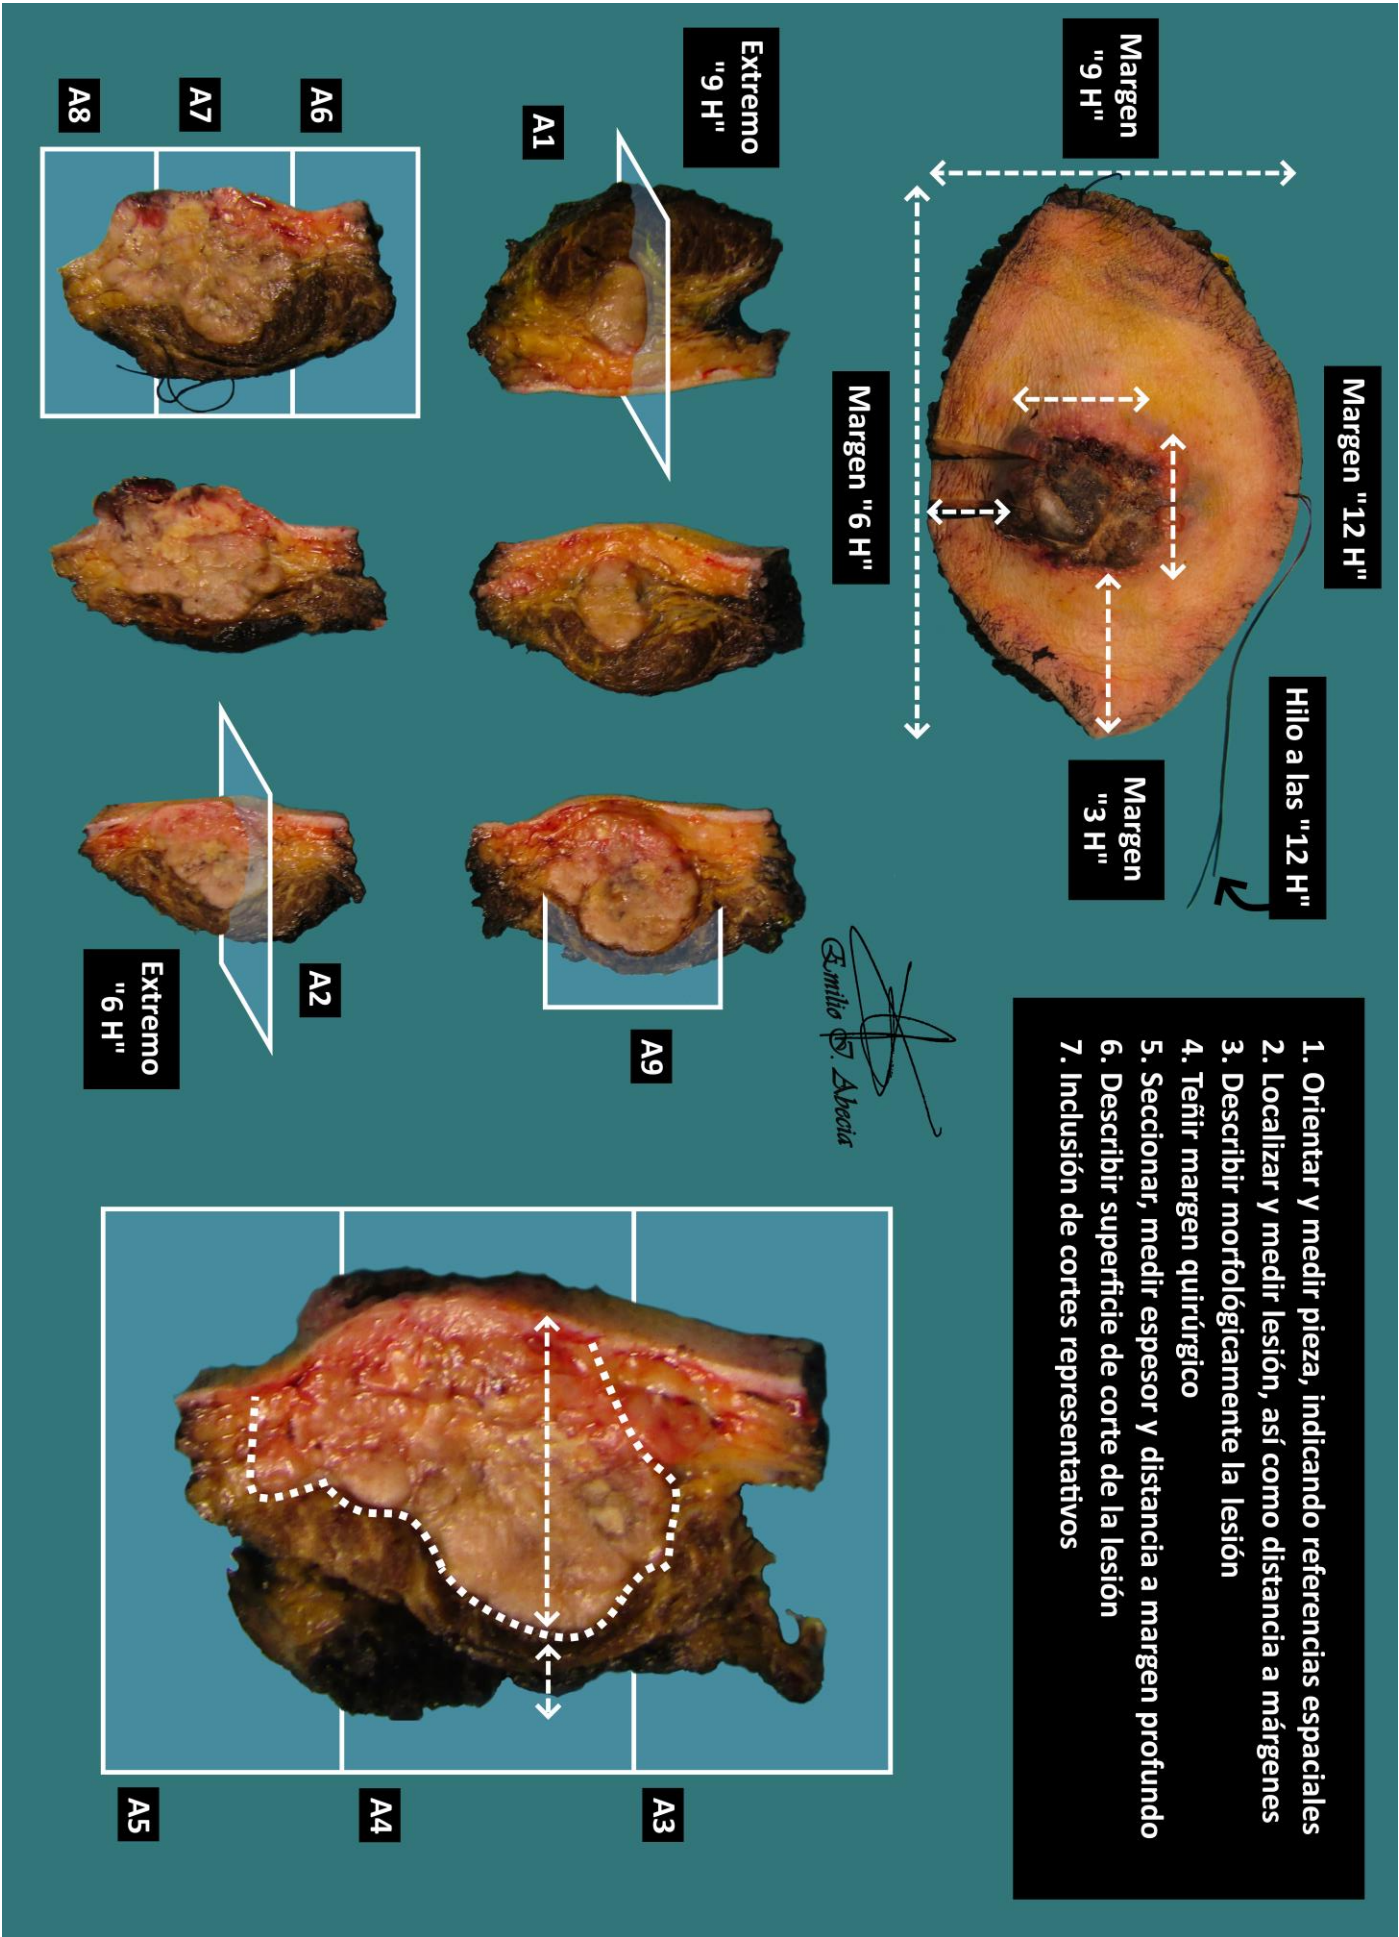 Margen
"9 H"
Margen "12 H"
Hilo a las "12 H"
Margen
"3 H"
Margen "6 H"
1. Orientar y medir pieza, indicando referencias espaciales
2. Localizar y medir lesión, así como distancia a márgenes
3. Describir morfológicamente la lesión
4. Teñir margen quirúrgico
5. Seccionar, medir espesor y distancia a margen profundo
6. Describir superficie de corte de la lesión
7. Inclusión de cortes representativos
Emilio J. Abecia
Extremo
"9 H"
A1
A9
A6
A7
A8
A2
Extremo
"6 H"
A3
A4
A5